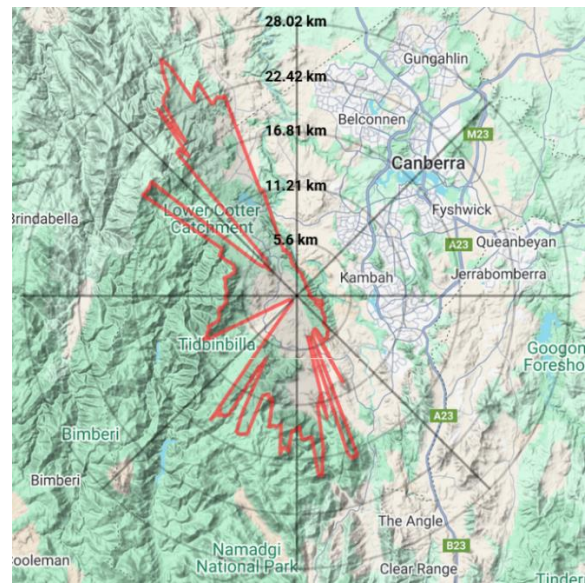 28.02 km
Gungahlin
22.42 km
Belconnen
16.81 km
M23
Canberra
11.21 km
Brindabella
Lower Cotter
Catchment
Fyshwick
5.6 km
A23
Queanbeyan
Kambah
Jerrabomberra
Tidbinbilla
Googon
Foresho
A23
Bimberi
Bimberi
The Angle
Namadgi
National Park
B23
Cooleman
Clear Range
Tinder